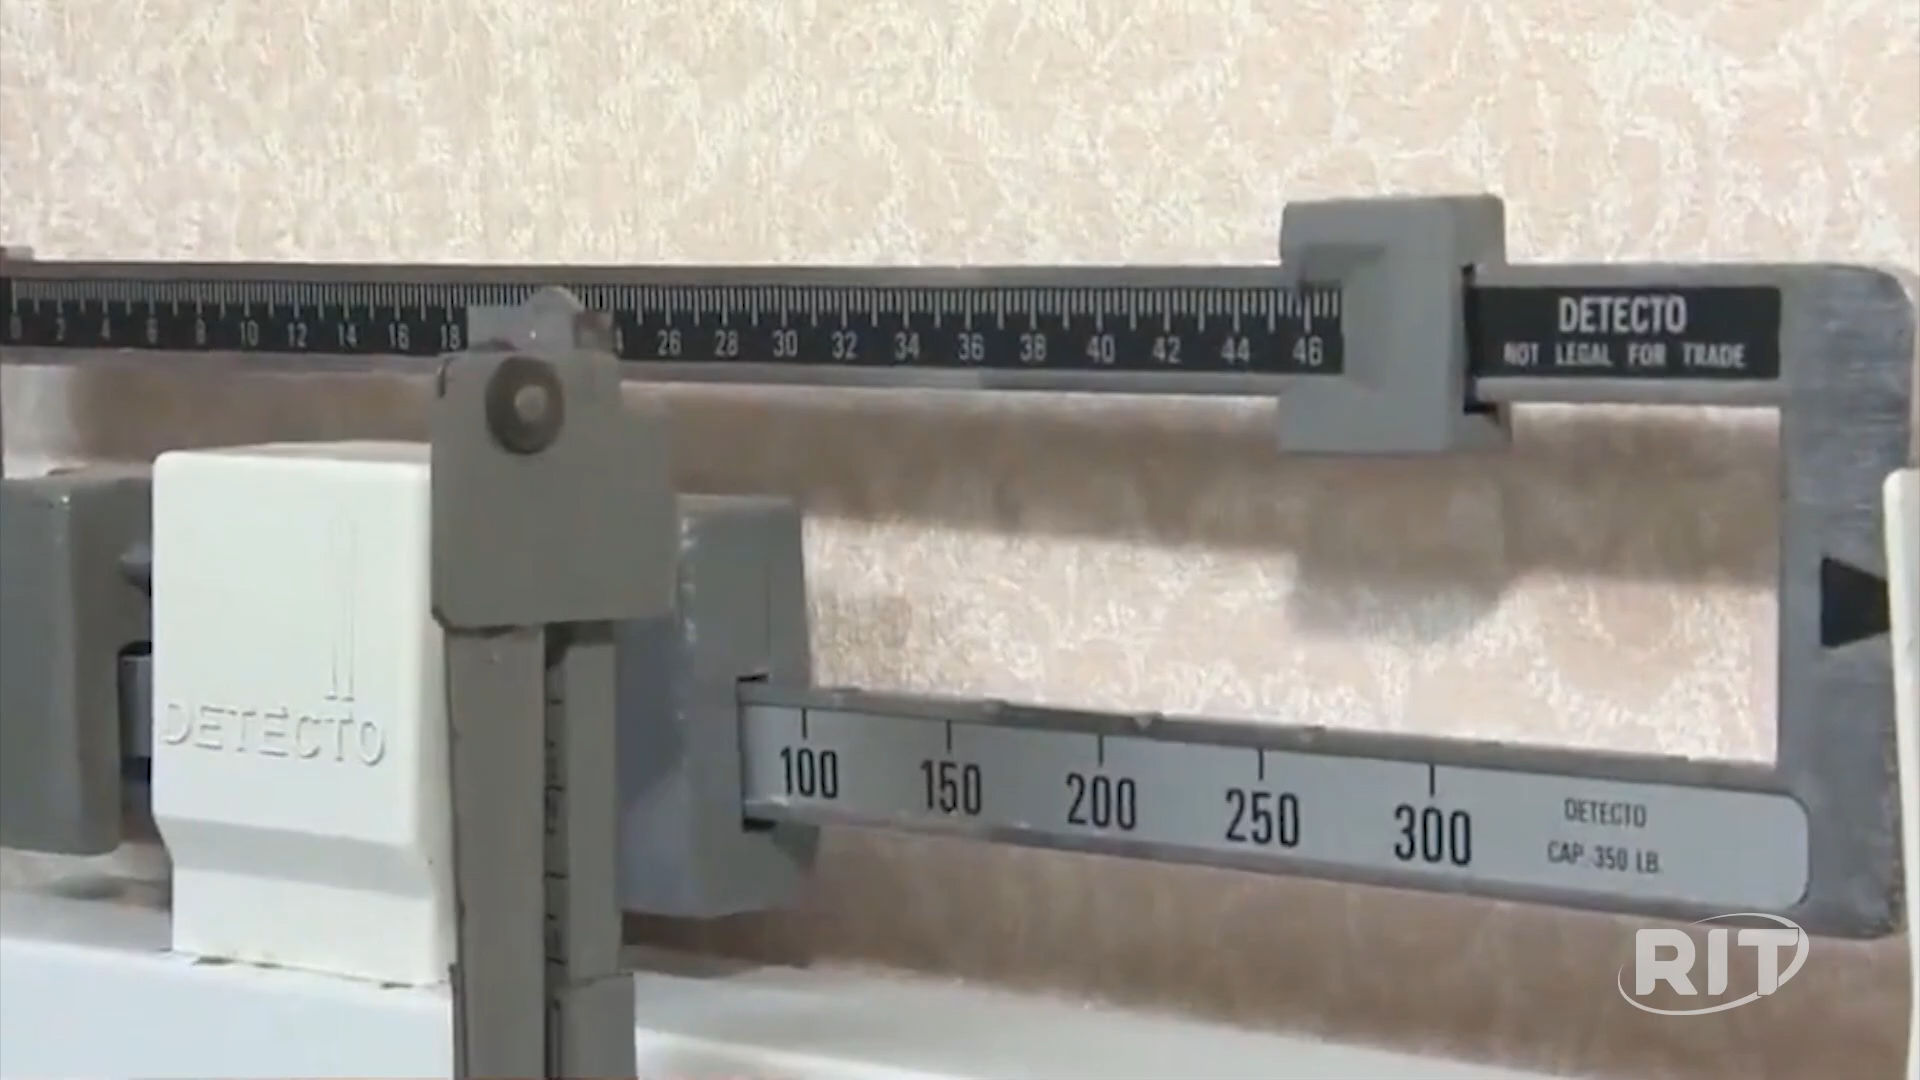 0 2 4 6 8 10 12 14 16 18 26 28 30 32 34 36 38 40 42 44 46
DETECTO
NOT LEGAL FOR TRADE
DETECTO
100 150 200 250 300
DETECTO
CAP. 350 LB.
RIT